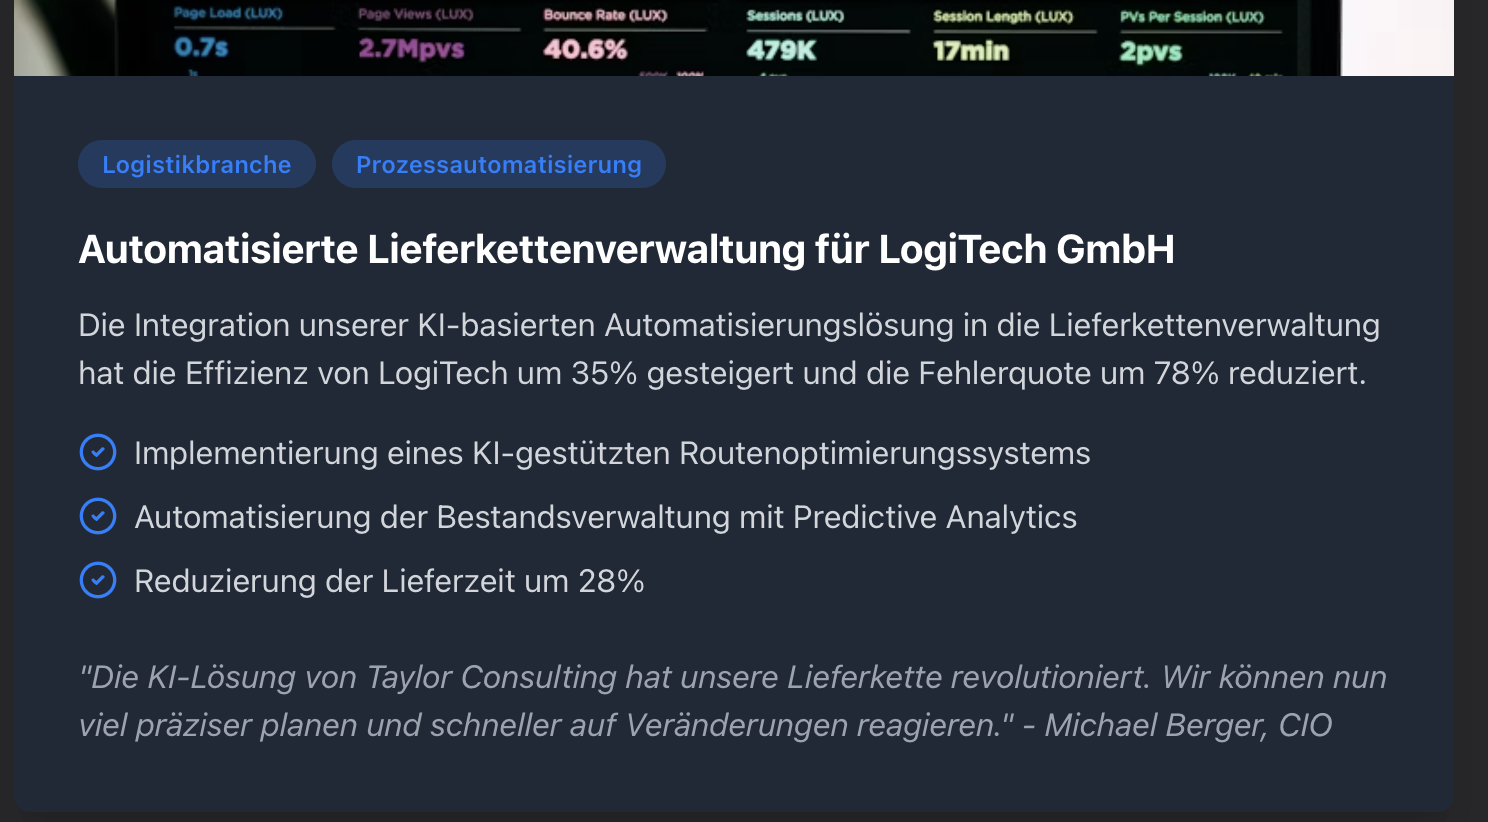 Page Load (LUX) Page Views (LUX) Bounce Rate (LUX) Sessions (LUX) Session Length (LUX) PVs Per Session (LUX)
0.7s 2.7Mpvs 40.6% 479K 17min 2pvs
Logistikbranche Prozessautomatisierung
Automatisierte Lieferkettenverwaltung für LogiTech GmbH
Die Integration unserer KI-basierten Automatisierungslösung in die Lieferkettenverwaltung
hat die Effizienz von LogiTech um 35% gesteigert und die Fehlerquote um 78% reduziert.
Implementierung eines KI-gestützten Routenoptimierungssystems
Automatisierung der Bestandsverwaltung mit Predictive Analytics
Reduzierung der Lieferzeit um 28%
"Die KI-Lösung von Taylor Consulting hat unsere Lieferkette revolutioniert. Wir können nun
viel präziser planen und schneller auf Veränderungen reagieren." - Michael Berger, CIO